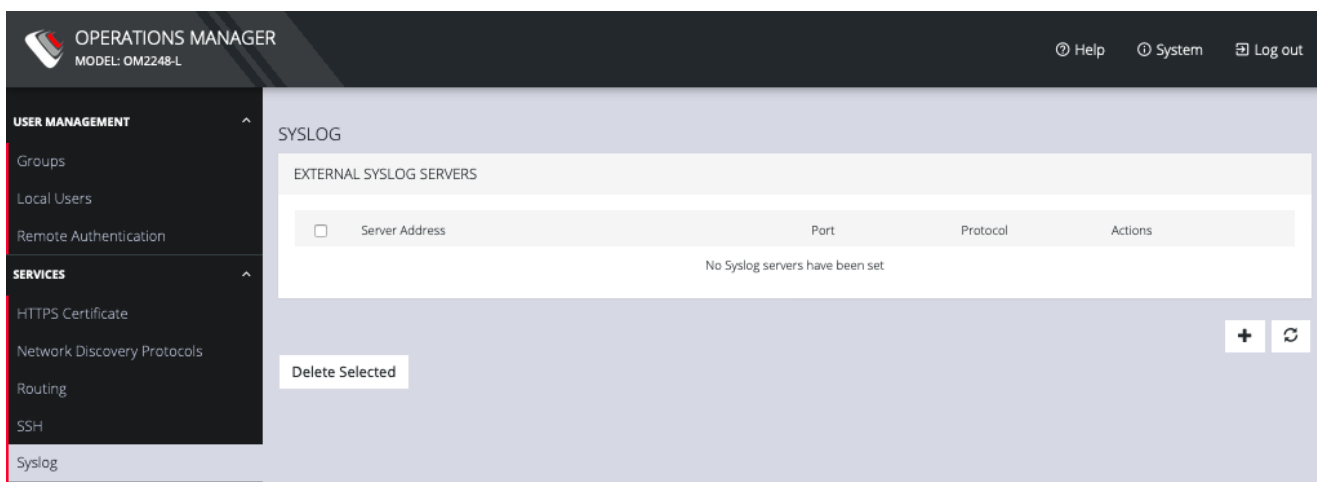 OPERATIONS MANAGER
MODEL: OM2248-L
Help
System
Log out
USER MANAGEMENT
Groups
Local Users
Remote Authentication
SERVICES
HTTPS Certificate
Network Discovery Protocols
Routing
SSH
Syslog
SYSLOG
EXTERNAL SYSLOG SERVERS
Server Address Port Protocol Actions
No Syslog servers have been set
Delete Selected